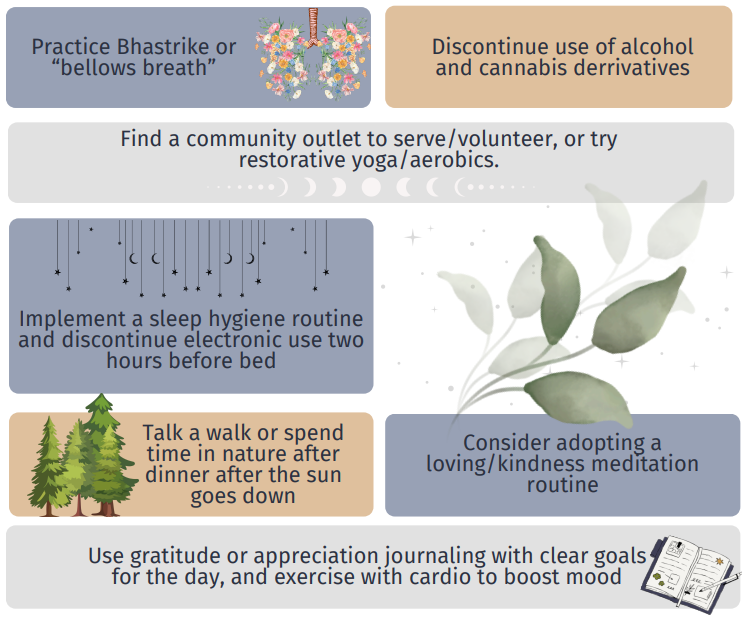 Practice Bhastrike or
“bellows breath”
Discontinue use of alcohol
and cannabis derrivatives
Find a community outlet to serve/volunteer, or try
restorative yoga/aerobics.
Implement a sleep hygiene routine
and discontinue electronic use two
hours before bed
Talk a walk or spend
time in nature after
dinner after the sun
goes down
Consider adopting a
loving/kindness meditation
routine
Use gratitude or appreciation journaling with clear goals
for the day, and exercise with cardio to boost mood